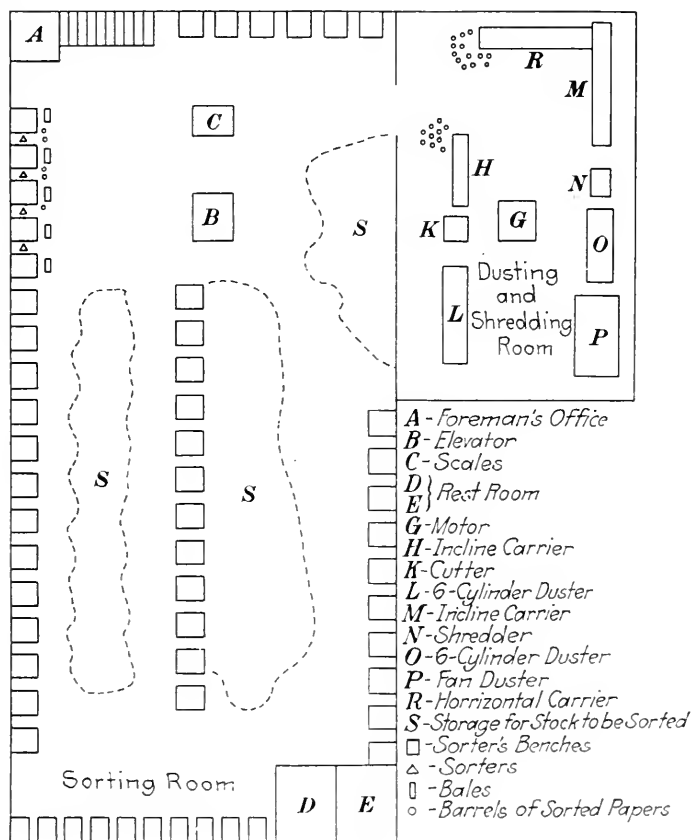 A
R
M
C
H
N
S
K
G
B
O
Dusting
and
Shredding
Room
L
P
S
S
A-Foreman's Office
B-Elevator
C-Scales
D
E } Rest Room
G-Motor
H-Incline Carrier
K-Cutter
L-6-Cylinder Duster
M-Incline Carrier
N-Shredder
O-6-Cylinder Duster
P-Fan Duster
R-Horrizontal Carrier
S-Storage for Stock to be Sorted
□-Sorter's Benches
△-Sorters
▯-Bales
○-Barrels of Sorted Papers
Sorting Room
D
E